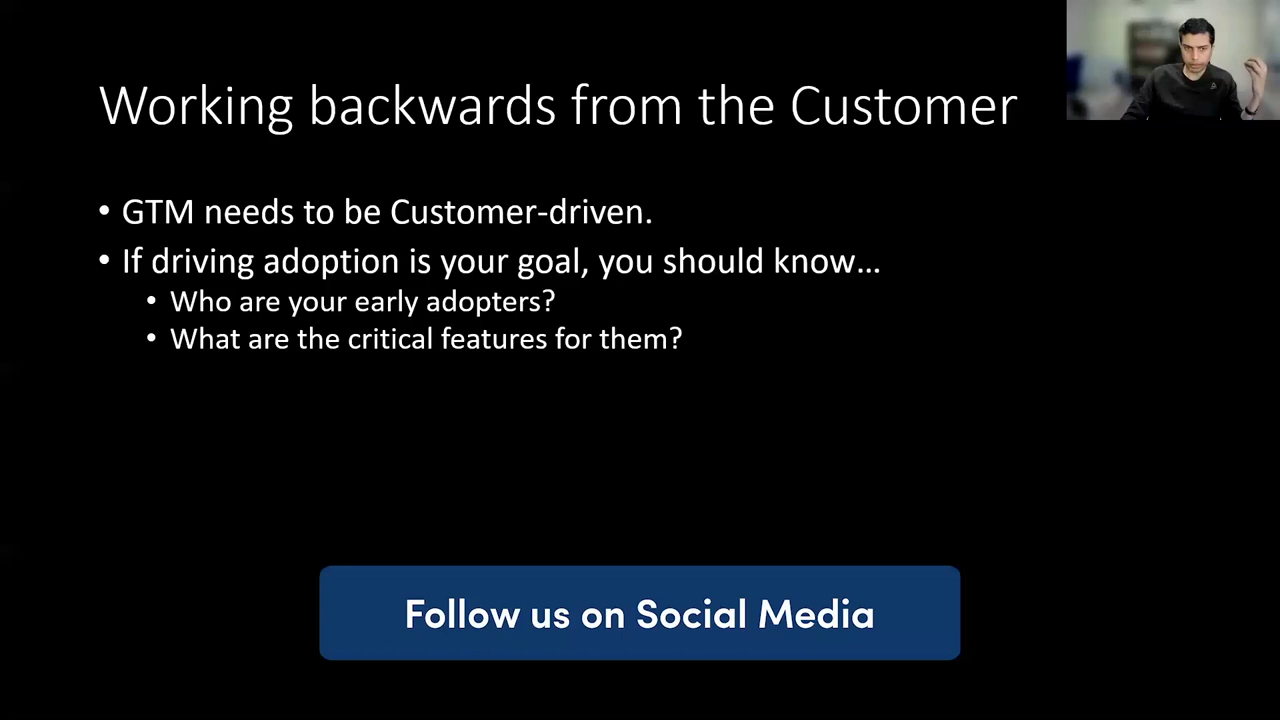 Working backwards from the Customer
• GTM needs to be Customer-driven.
• If driving adoption is your goal, you should know…
• Who are your early adopters?
• What are the critical features for them?
Follow us on Social Media